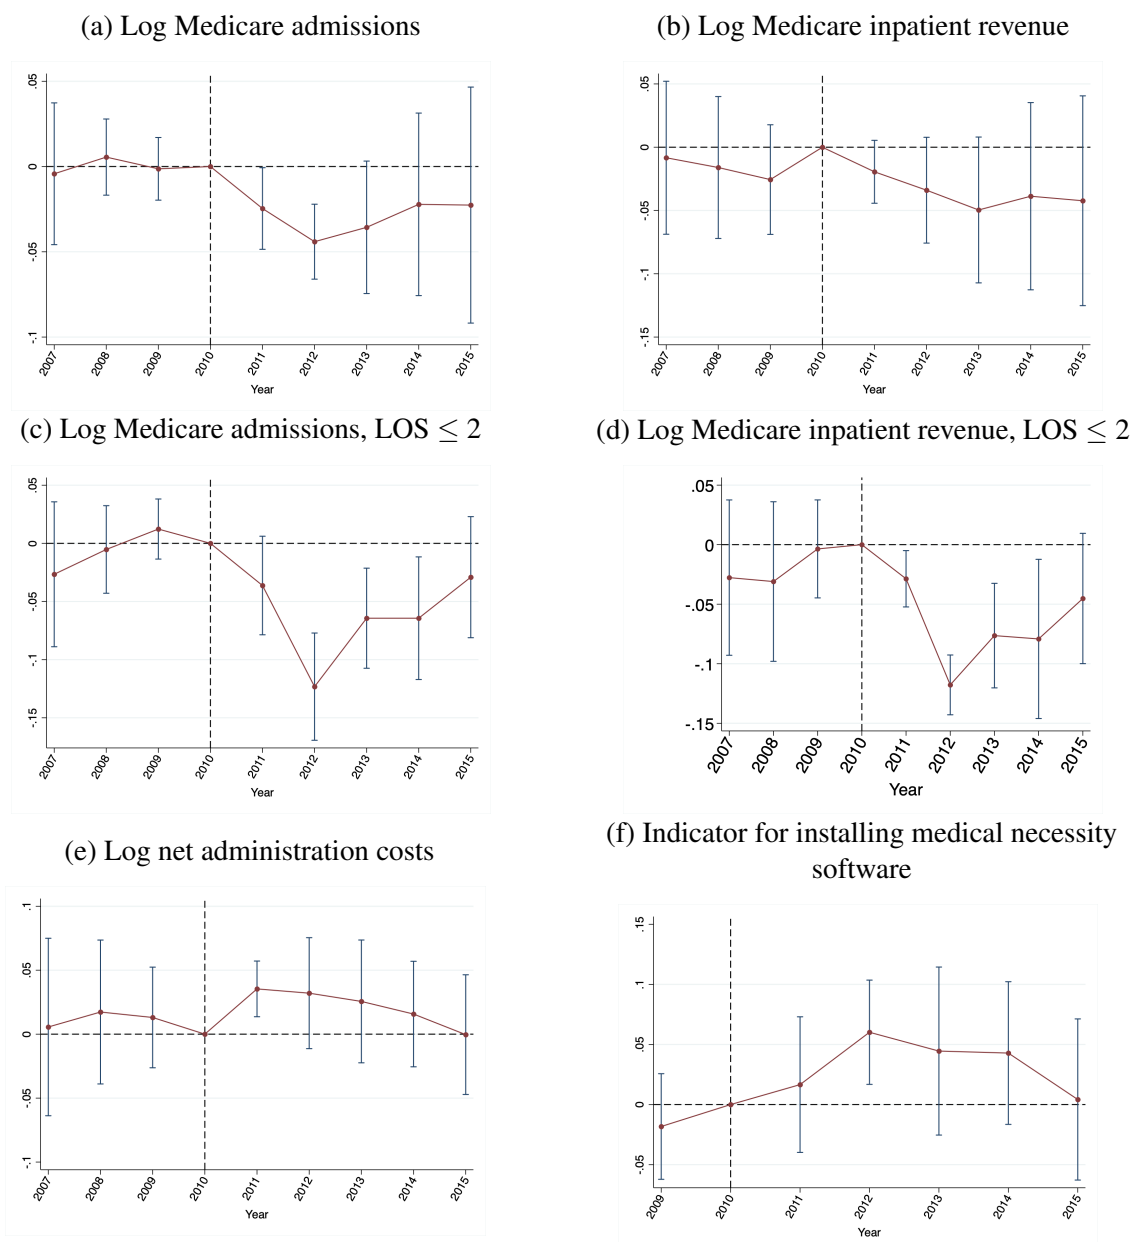 (a) Log Medicare admissions
.05
0
-.05
-.1
2007 2008 2009 2010 2011 2012 2013 2014 2015
Year
(b) Log Medicare inpatient revenue
.05
0
-.05
-.1
-.15
2007 2008 2009 2010 2011 2012 2013 2014 2015
Year
(c) Log Medicare admissions, LOS ≤ 2
.05
0
-.05
-.1
-.15
2007 2008 2009 2010 2011 2012 2013 2014 2015
Year
(d) Log Medicare inpatient revenue, LOS ≤ 2
.05
0
-.05
-.1
-.15
2007 2008 2009 2010 2011 2012 2013 2014 2015
Year
(e) Log net administration costs
.1
.05
0
-.05
-.1
2007 2008 2009 2010 2011 2012 2013 2014 2015
Year
(f) Indicator for installing medical necessity
software
.15
.1
.05
0
-.05
2009 2010 2011 2012 2013 2014 2015
Year